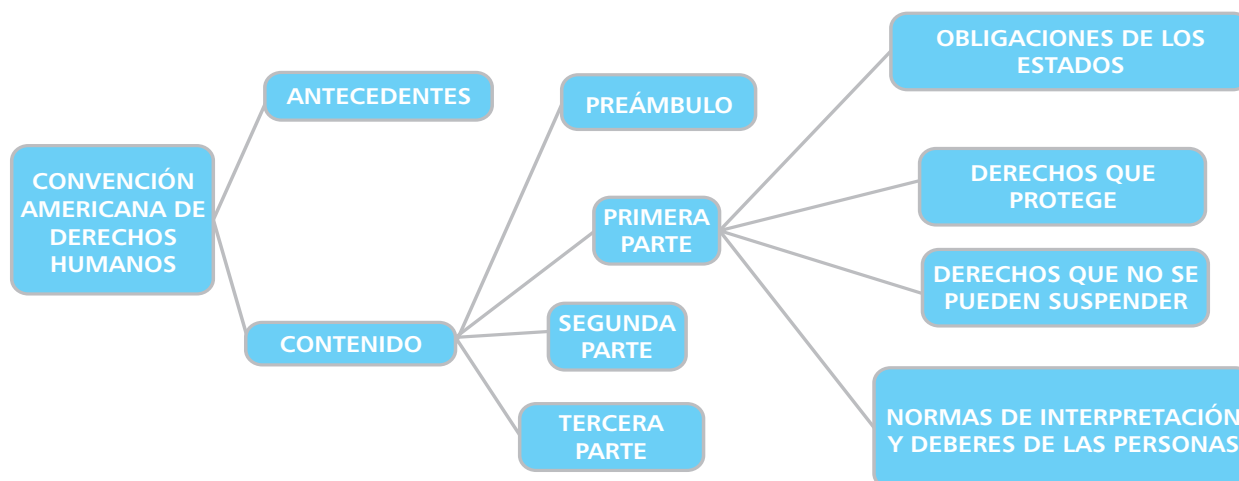 CONVENCIÓN
AMERICANA DE
DERECHOS
HUMANOS
ANTECEDENTES
CONTENIDO
PREÁMBULO
PRIMERA
PARTE
SEGUNDA
PARTE
TERCERA
PARTE
OBLIGACIONES DE LOS
ESTADOS
DERECHOS QUE
PROTEGE
DERECHOS QUE NO SE
PUEDEN SUSPENDER
NORMAS DE INTERPRETACIÓN
Y DEBERES DE LAS PERSONAS